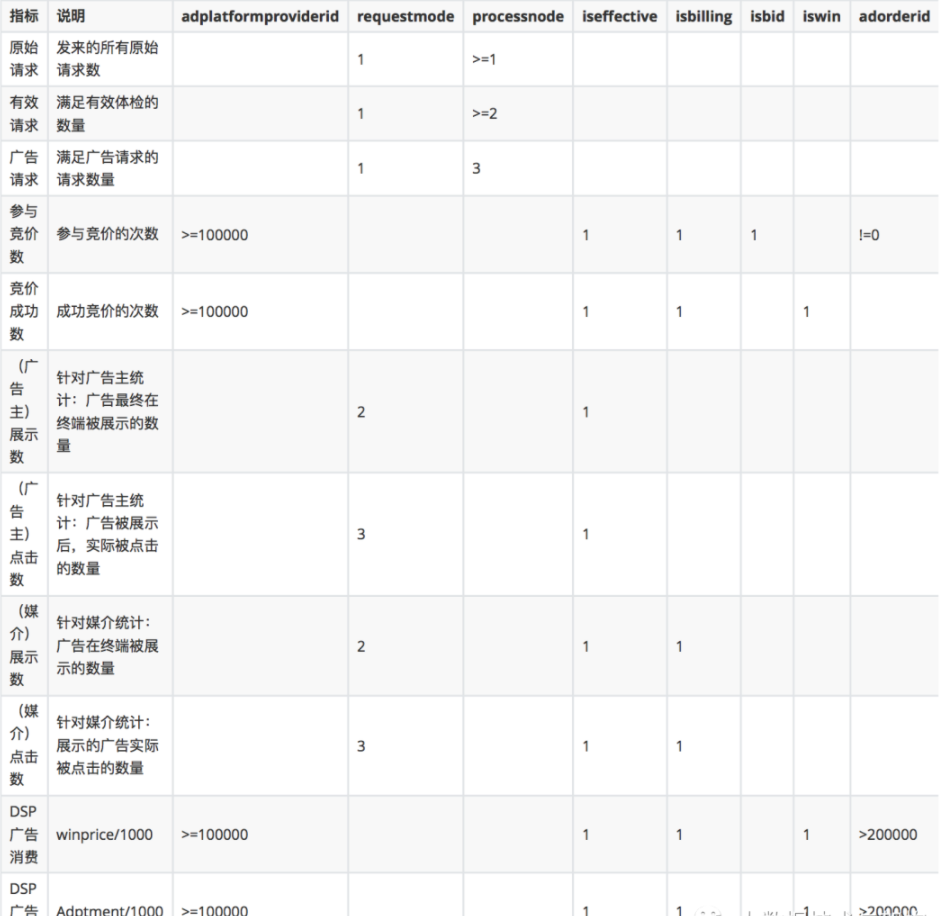 指标 说明 adplatformproviderid requestmode processnode iseffective isbilling isbid iswin adorderid
原始 发来的所有原始
请求 请求数 1 >=1
有效 满足有效体检的
请求 数量 1 >=2
广告 满足广告请求的
请求 请求数量 1 3
参与
竞价 参与竞价的次数 >=100000 1 1 1 !=0
数
竞价
成功 成功竞价的次数 >=100000 1 1 1
数
（广
告 针对广告主统
主） 计：广告最终在 2 1
展示 终端被展示的数
数 量
（广
告 针对广告主统
主） 计：广告被展示 3 1
点击 后，实际被点击
数 的数量
（媒
介） 针对媒介统计：
展示 广告在终端被展 2 1 1
数 示的数量
（媒
介） 针对媒介统计：
点击 展示的广告实际 3 1 1
数 被点击的数量
DSP
广告 winprice/1000 >=100000 1 1 1 >200000
消费
DSP
广告 Adptment/1000 >=100000 1 1 1 >200000